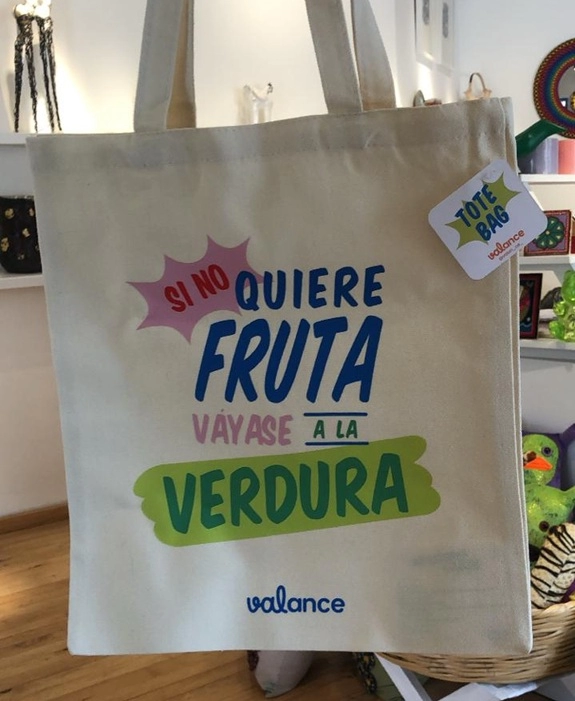 SI NO QUIERE
FRUTA
VÁYASE A LA
VERDURA
valance
TOTE
BAG
valance